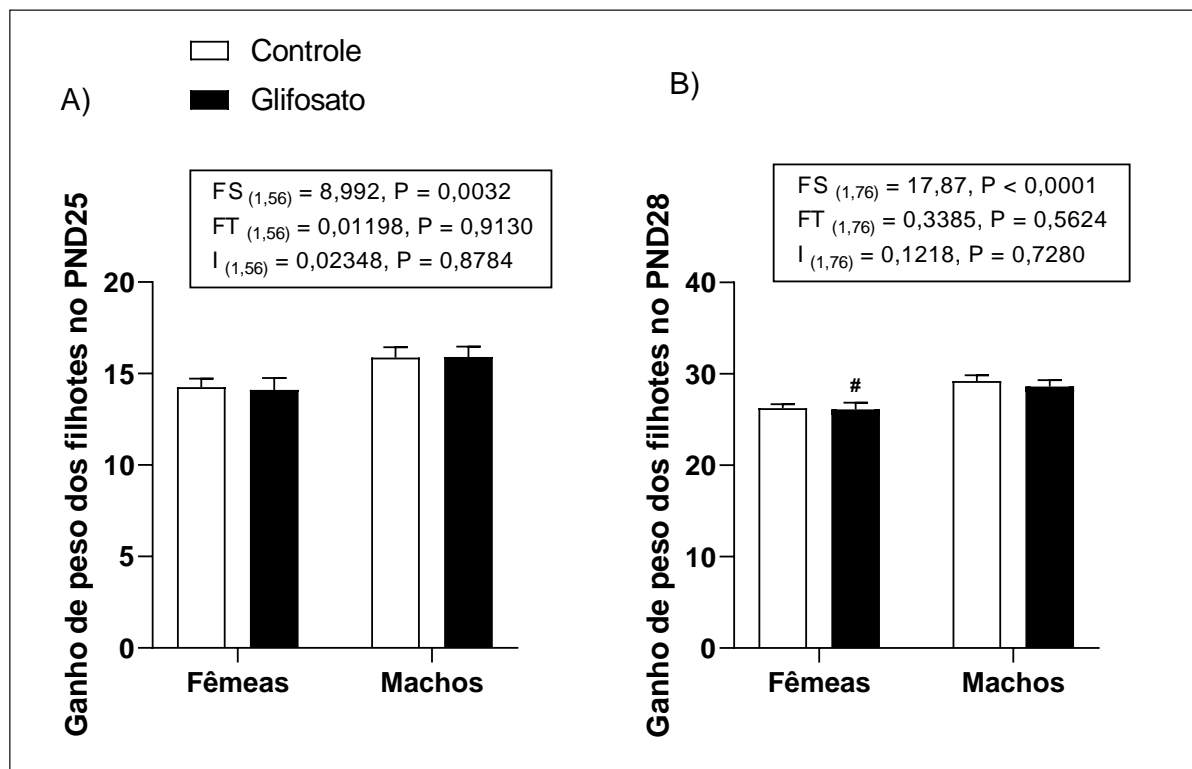 Controle
Glifosato
A)
FS (1,56) = 8,992, P = 0,0032
FT (1,56) = 0,01198, P = 0,9130
I (1,56) = 0,02348, P = 0,8784
Ganho de peso dos filhotes no PND25
20
15
10
5
0
Fêmeas
Machos
B)
FS (1,76) = 17,87, P < 0,0001
FT (1,76) = 0,3385, P = 0,5624
I (1,76) = 0,1218, P = 0,7280
Ganho de peso dos filhotes no PND28
40
30
20
10
0
#
Fêmeas
Machos